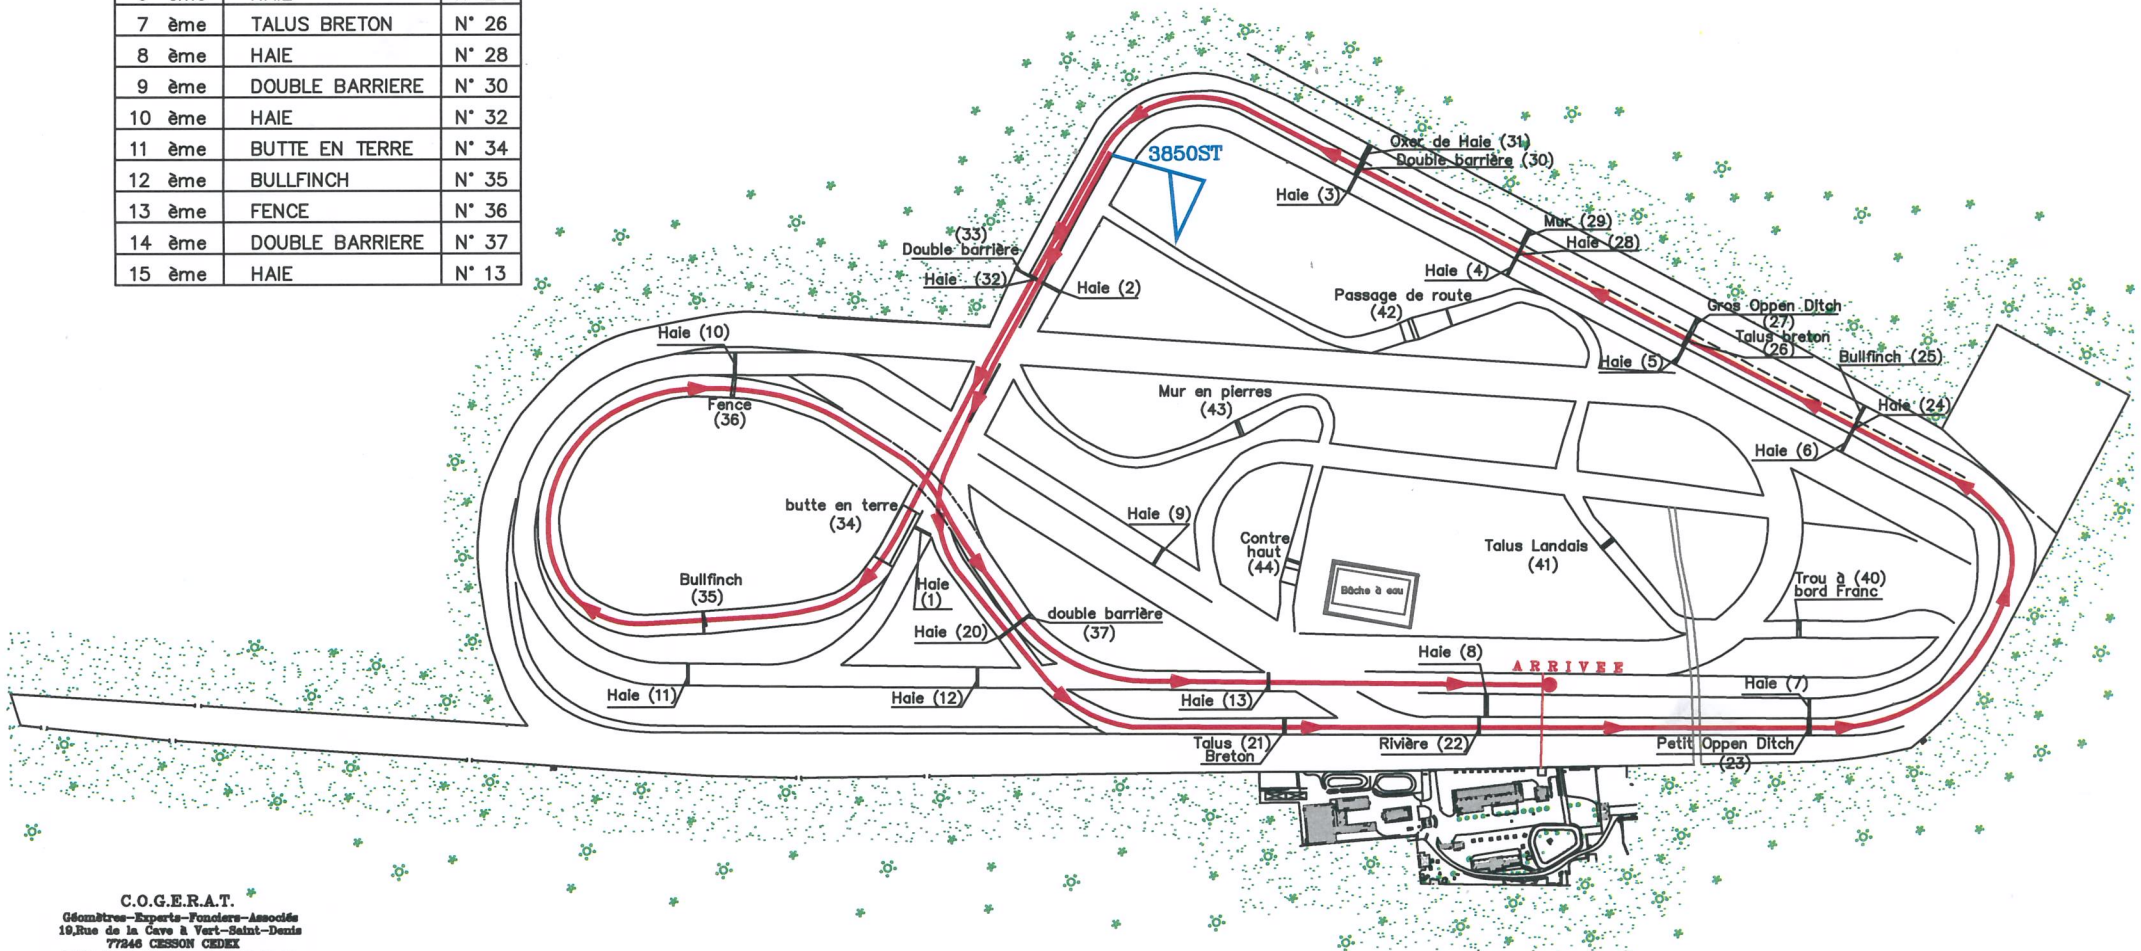 7 ème TALUS BRETON N° 26
8 ème HAIE N° 28
9 ème DOUBLE BARRIERE N° 30
10 ème HAIE N° 32
11 ème BUTTE EN TERRE N° 34
12 ème BULLFINCH N° 35
13 ème FENCE N° 36
14 ème DOUBLE BARRIERE N° 37
15 ème HAIE N° 13
3850ST
Oxer de Haie (31)
Double barrière (30)
Haie (3)
Mur (29)
Haie (28)
Haie (4)
(33)
Double barrière
Haie (32)
Haie (2)
Passage de route
(42)
Gros Oppen Ditch
(27)
Talus breton
(26)
Bullfinch (25)
Haie (5)
Haie (10)
Fence
(36)
Mur en pierres
(43)
Haie (24)
Haie (6)
butte en terre
(34)
Haie (9)
Contre
haut
(44)
Bâche à eau
Talus Landais
(41)
Trou à (40)
bord Franc
Bullfinch
(35)
Haie
(1)
Haie (20)
double barrière
(37)
Haie (8)
ARRIVEE
Haie (11)
Haie (12)
Haie (13)
Haie (7)
Talus (21)
Breton
Rivière (22)
Petit Oppen Ditch
(23)
C.O.G.E.R.A.T.
Géomètres-Experts-Fonciers-Associés
19,Rue de la Cave à Vert-Saint-Denis
77246 CESSON CEDEX